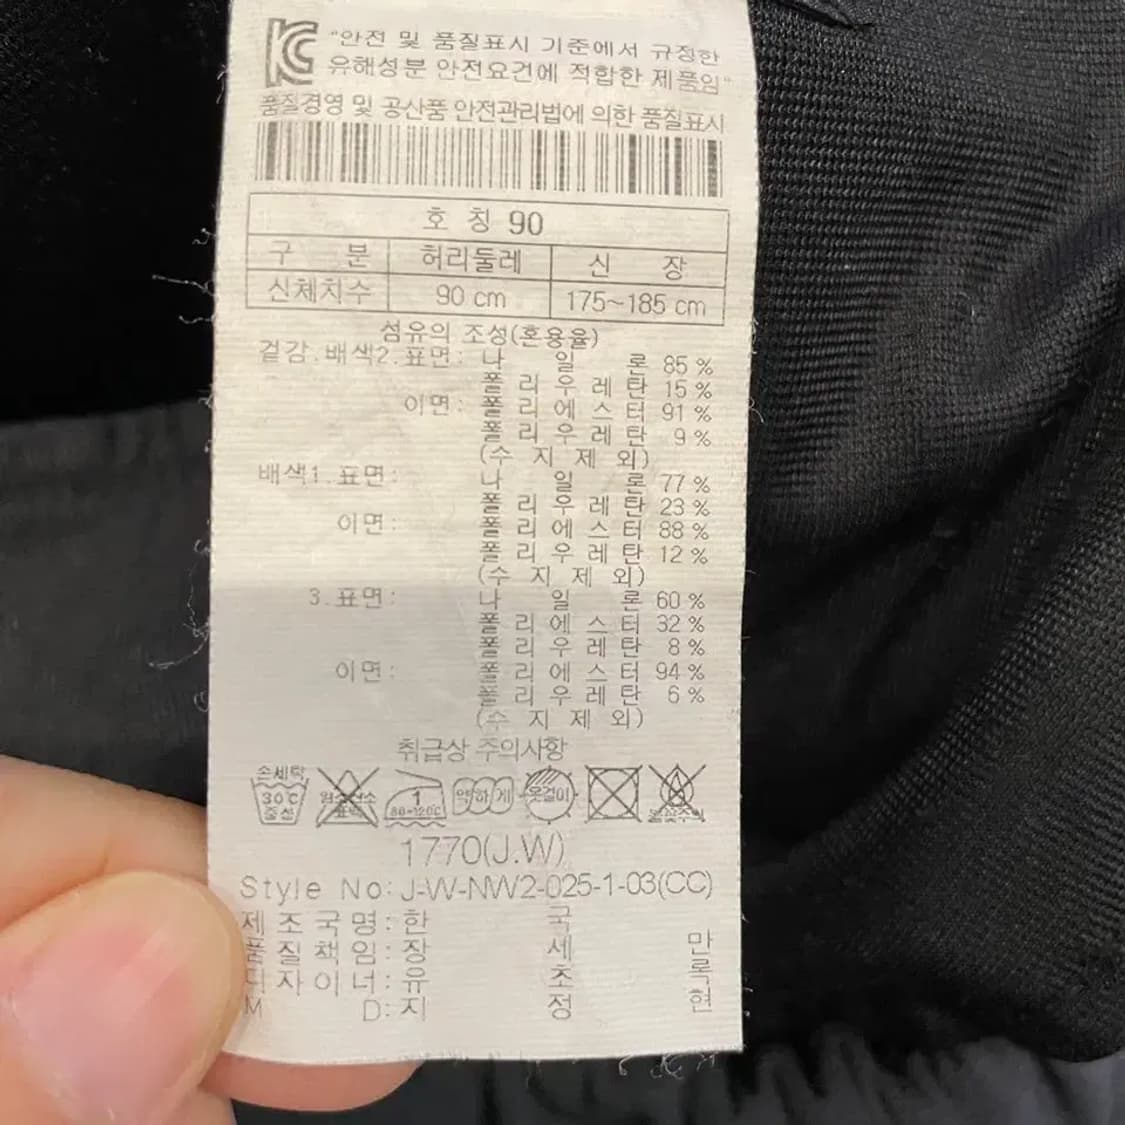 KC "안전 및 품질표시 기준에서 규정한
유해성분 안전요건에 적합한 제품임"
품질경영 및 공산품 안전관리법에 의한 품질표시
호 칭 90
구 분 허리둘레 신 장
신체치수 90 cm 175~185 cm
섬유의 조성(혼용율)
겉감.배색2.표면: 나 일 론 85 %
폴 리 우 레 탄 15 %
이면: 폴 리 에 스 터 91 %
폴 리 우 레 탄 9 %
(수 지 제 외)
배색1.표면: 나 일 론 77 %
폴 리 우 레 탄 23 %
이면: 폴 리 에 스 터 88 %
폴 리 우 레 탄 12 %
(수 지 제 외)
3.표면: 나 일 론 60 %
폴 리 에 스 터 32 %
폴 리 우 레 탄 8 %
이면: 폴 리 에 스 터 94 %
폴 리 우 레 탄 6 %
(수 지 제 외)
취급상 주의사항
손세탁 30℃ 중성
염소산소 표백
1 80~120℃
약하게
옷걸이
불꽃주의
1770(J.W)
Style No: J-W-NW2-025-1-03(CC)
제 조 국 명 : 한 국
품 질 책 임 : 장 세 만
디 자 이 너 : 유 초 록
M D: 지 정 현